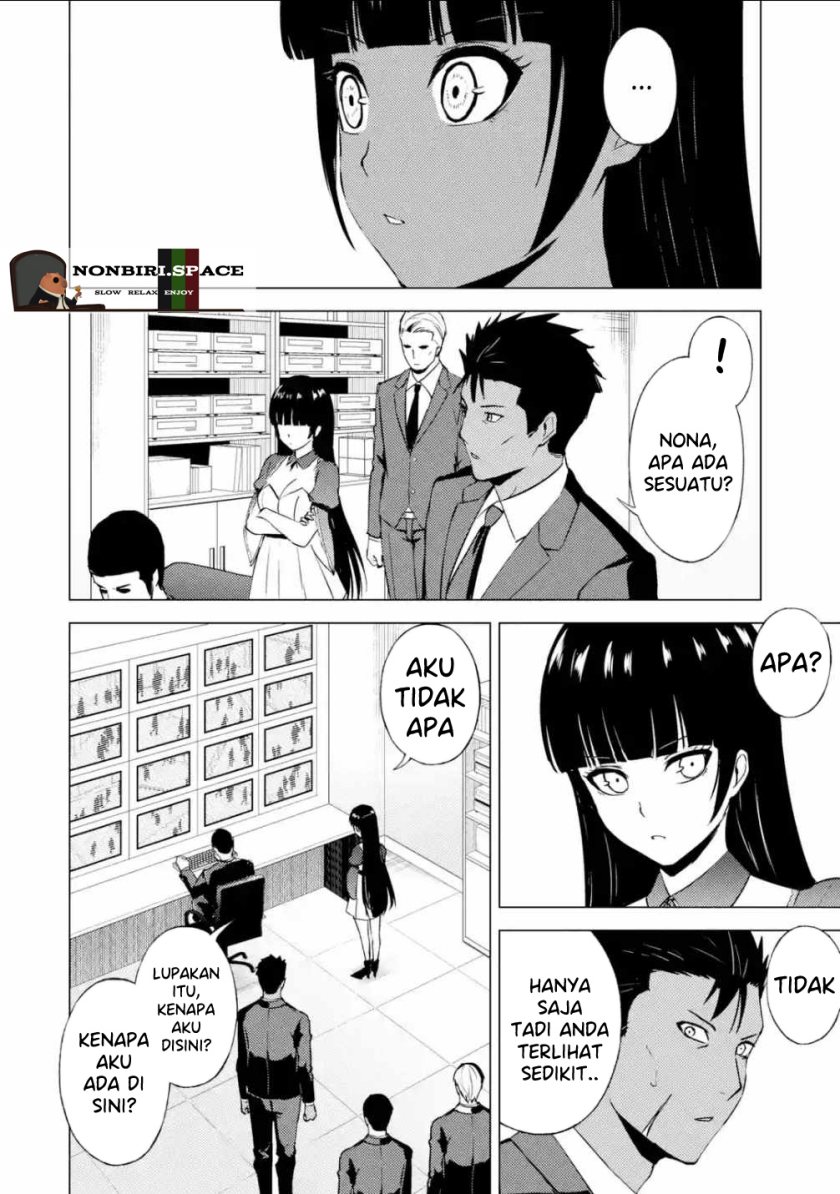 ...
NONBIRI.SPACE
SLOW RELAX ENJOY
!
NONA,
APA ADA
SESUATU?
APA?
TIDAK
HANYA
SAJA
TADI ANDA
TERLIHAT
SEDIKIT..
AKU
TIDAK
APA
LUPAKAN
ITU,
KENAPA
AKU
DISINI?
KENAPA
AKU
ADA DI
SINI?